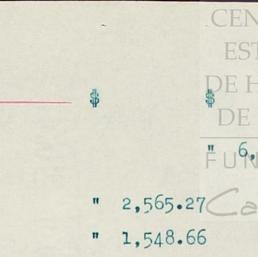 CEN
EST
DE H
DE
$ $
" 6,
FUN
Ca
" 2,565.27
" 1,548.66